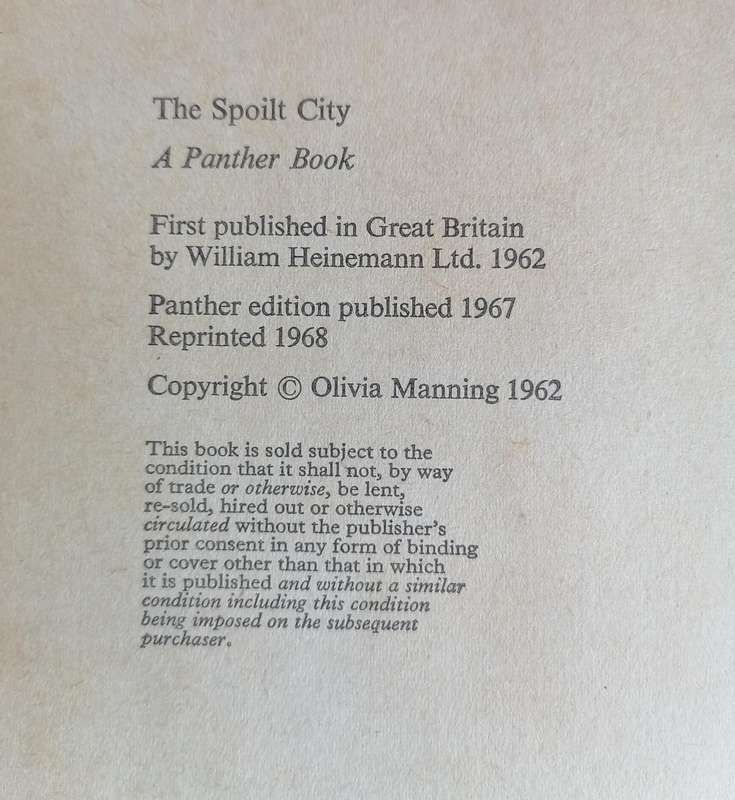 The Spoilt City
A Panther Book
First published in Great Britain
by William Heinemann Ltd. 1962
Panther edition published 1967
Reprinted 1968
Copyright © Olivia Manning 1962
This book is sold subject to the
condition that it shall not, by way
of trade or otherwise, be lent,
re-sold, hired out or otherwise
circulated without the publisher's
prior consent in any form of binding
or cover other than that in which
it is published and without a similar
condition including this condition
being imposed on the subsequent
purchaser.